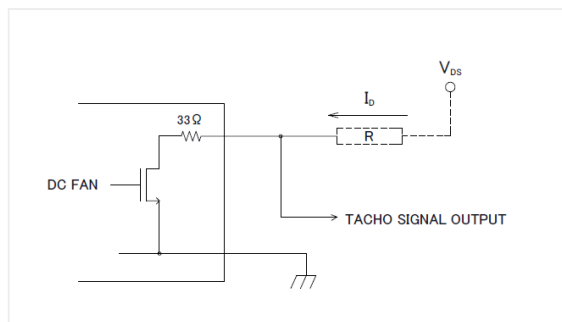 V_DS
I_D
33Ω
R
DC FAN
TACHO SIGNAL OUTPUT